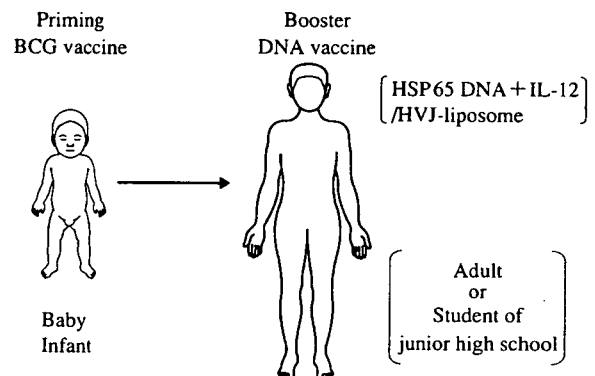 Priming
BCG vaccine
Booster
DNA vaccine
HSP65 DNA＋IL-12
/HVJ-liposome
Baby
Infant
Adult
or
Student of
junior high school